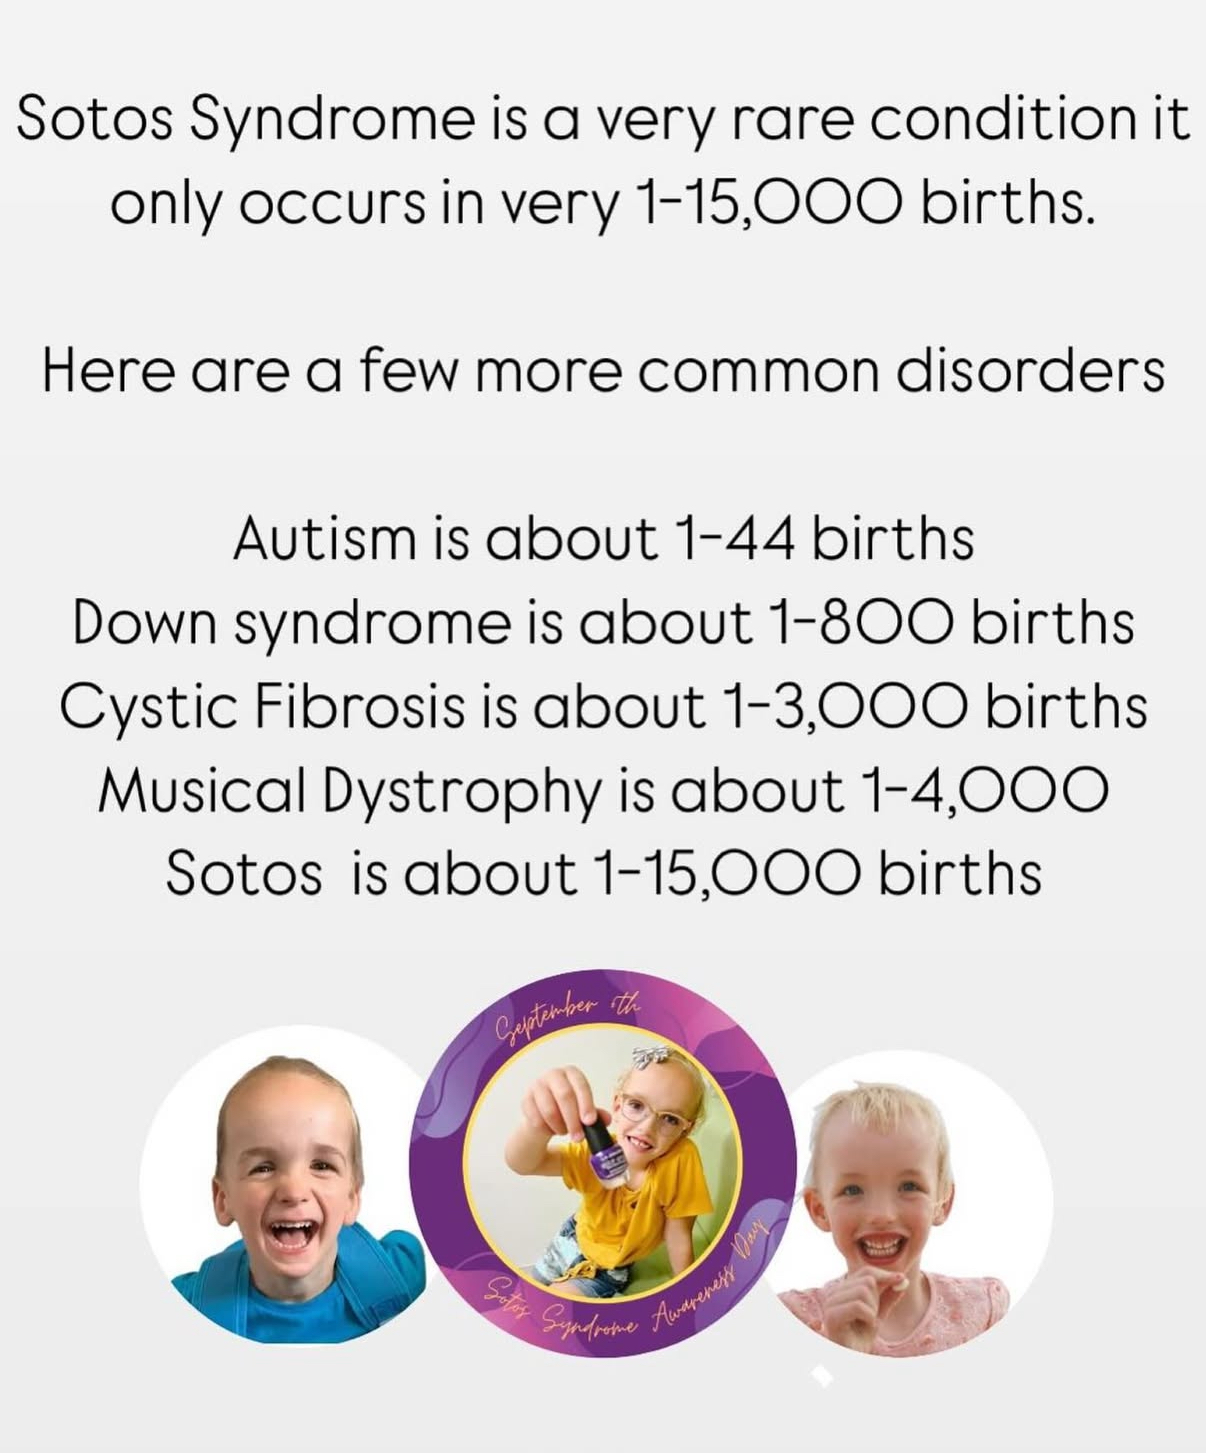 Sotos Syndrome is a very rare condition it
only occurs in very 1-15,000 births.
Here are a few more common disorders
Autism is about 1-44 births
Down syndrome is about 1-800 births
Cystic Fibrosis is about 1-3,000 births
Musical Dystrophy is about 1-4,000
Sotos is about 1-15,000 births
September 6th
Sotos Syndrome Awareness Day